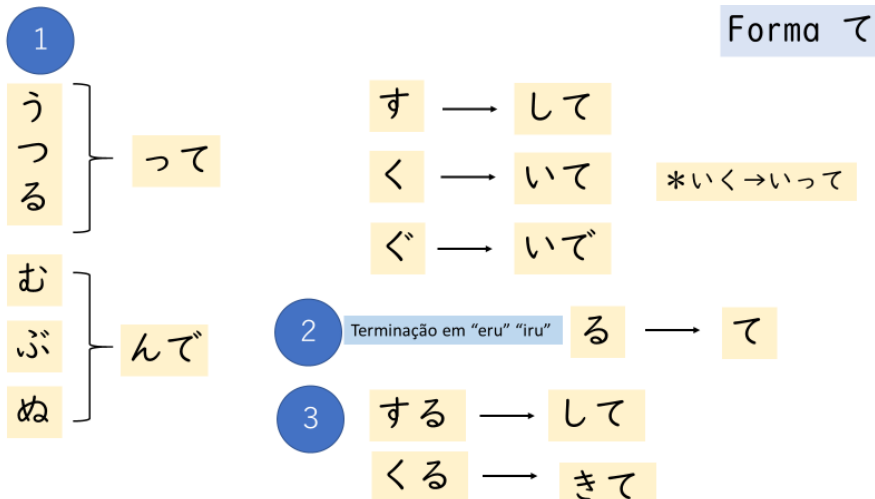 Forma て
1
う
つ
る
って
む
ぶ
ぬ
んで
す → して
く → いて
＊いく→いって
ぐ → いで
2
Terminação em “eru” “iru”
る → て
3
する → して
くる → きて